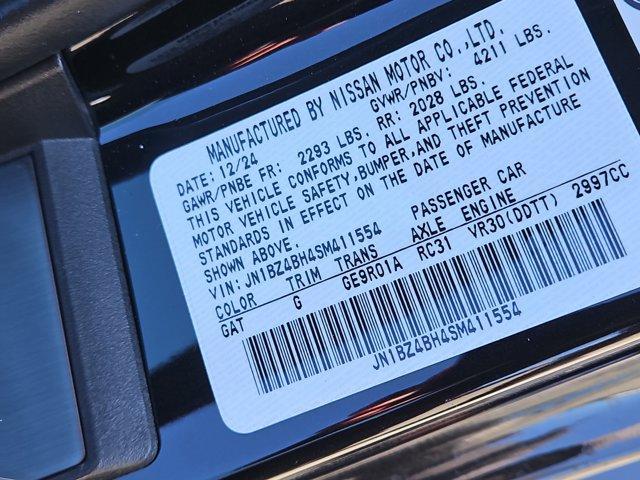 MANUFACTURED BY NISSAN MOTOR CO.,LTD.
DATE: 12/24 GVWR/PNBV: 4211 LBS.
GAWR/PNBE FR: 2293 LBS. RR: 2028 LBS.
THIS VEHICLE CONFORMS TO ALL APPLICABLE FEDERAL
MOTOR VEHICLE SAFETY,BUMPER,AND THEFT PREVENTION
STANDARDS IN EFFECT ON THE DATE OF MANUFACTURE
SHOWN ABOVE.
VIN: JN1BZ4BH4SM411554 PASSENGER CAR
COLOR TRIM TRANS AXLE ENGINE
GAT G GE9R01A RC31 VR30(DDTT) 2997CC
JN1BZ4BH4SM411554